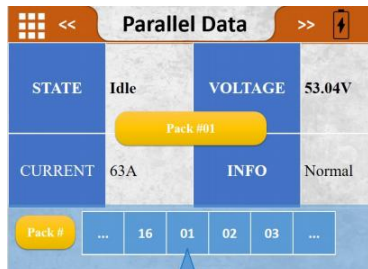 << Parallel Data >>
STATE Idle VOLTAGE 53.04V
Pack #01
CURRENT 63A INFO Normal
Pack # ... 16 01 02 03 ...